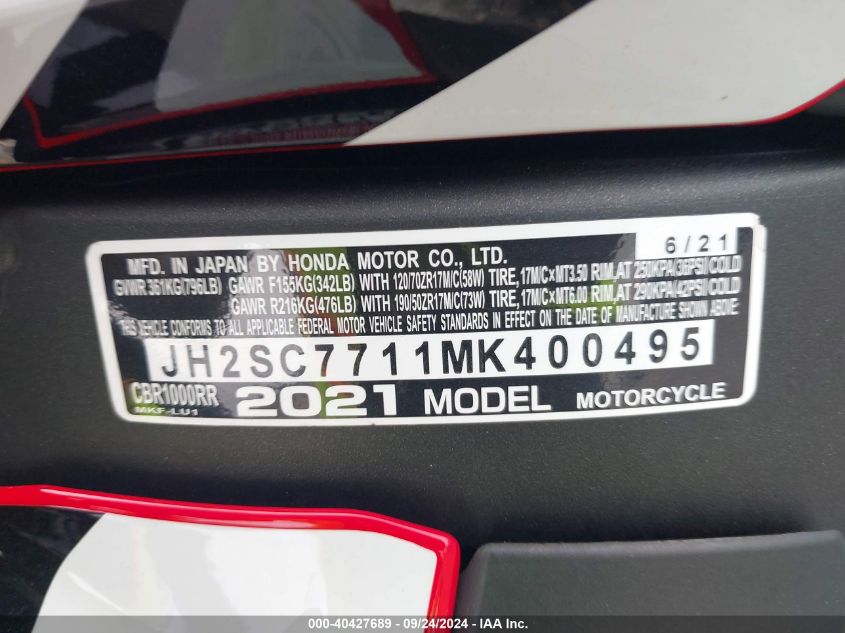 6/21
MFD. IN JAPAN BY HONDA MOTOR CO., LTD.
GVWR 361KG(796LB) GAWR F155KG(342LB) WITH 120/70ZR17M/C(58W) TIRE,17M/C×MT3.50 RIM,AT 250KPA(36PSI)COLD
GAWR R216KG(476LB) WITH 190/50ZR17M/C(73W) TIRE,17M/C×MT6.00 RIM,AT 290KPA(42PSI)COLD
THIS VEHICLE CONFORMS TO ALL APPLICABLE FEDERAL MOTOR VEHICLE SAFETY STANDARDS IN EFFECT ON THE DATE OF MANUFACTURE SHOWN ABOVE.
JH2SC7711MK400495
CBR1000RR 2021 MODEL MOTORCYCLE
MKF-LU1
000-40427689 - 09/24/2024 - IAA Inc.